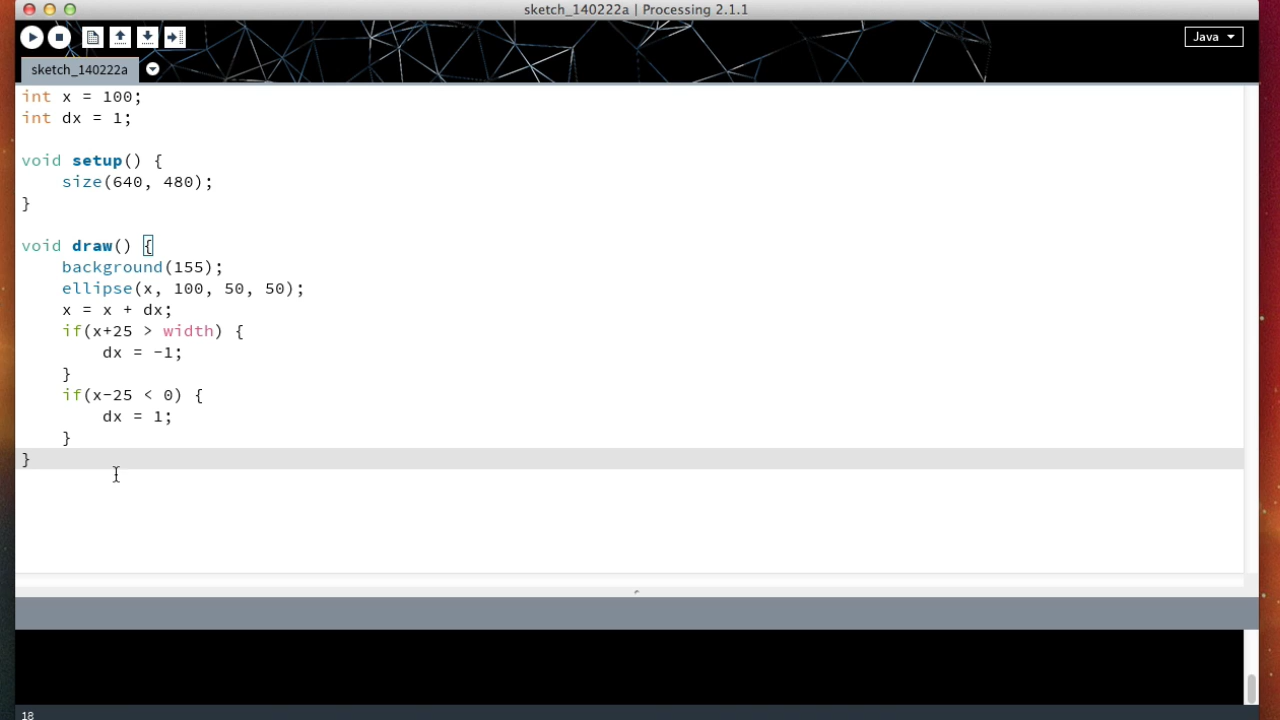 sketch_140222a | Processing 2.1.1
Java
sketch_140222a
int x = 100;
int dx = 1;
void setup() {
    size(640, 480);
}
void draw() {
    background(155);
    ellipse(x, 100, 50, 50);
    x = x + dx;
    if(x+25 > width) {
        dx = -1;
    }
    if(x-25 < 0) {
        dx = 1;
    }
}
18